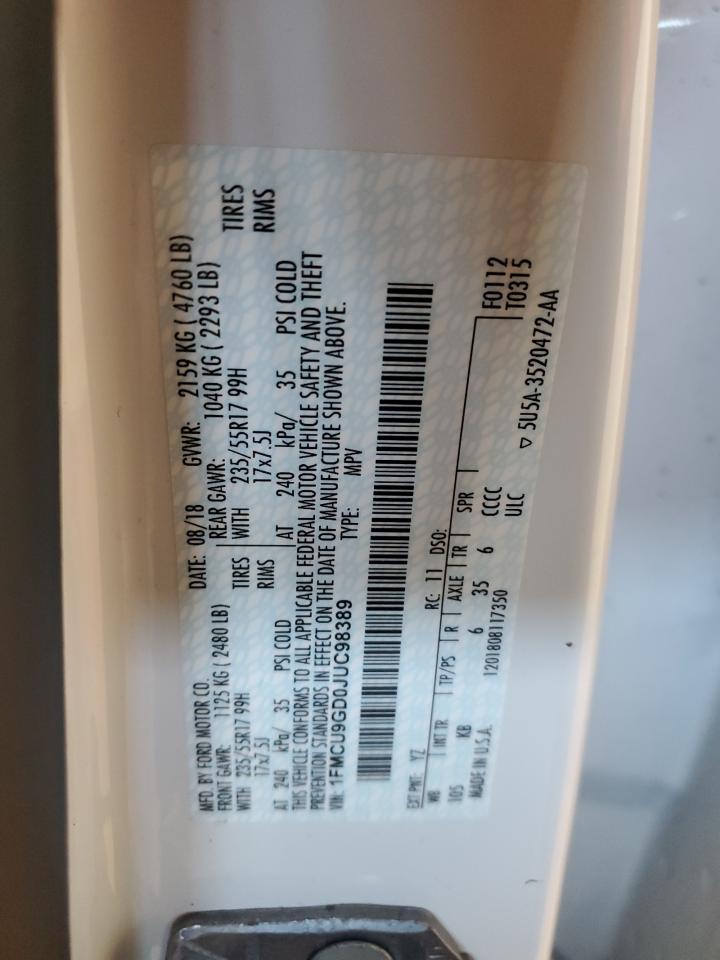 MFD. BY FORD MOTOR CO. DATE: 08/18 GVWR: 2159 KG ( 4760 LB)
FRONT GAWR: 1125 KG ( 2480 LB) REAR GAWR: 1040 KG ( 2293 LB)
WITH 235/55R17 99H TIRES WITH 235/55R17 99H TIRES
17x7.5J RIMS 17x7.5J RIMS
AT 240 kPa/ 35 PSI COLD AT 240 kPa/ 35 PSI COLD
THIS VEHICLE CONFORMS TO ALL APPLICABLE FEDERAL MOTOR VEHICLE SAFETY AND THEFT
PREVENTION STANDARDS IN EFFECT ON THE DATE OF MANUFACTURE SHOWN ABOVE.
VIN: 1FMCU9GD0JUC98389 TYPE: MPV
EXT PNT: YZ RC: 11 DSO: F0112
WB INT TR TP/PS R AXLE TR SPR T0315
105 KB 6 35 6 CCCC
MADE IN U.S.A. 1201808117350 ULC ▽ 5U5A-3520472-AA